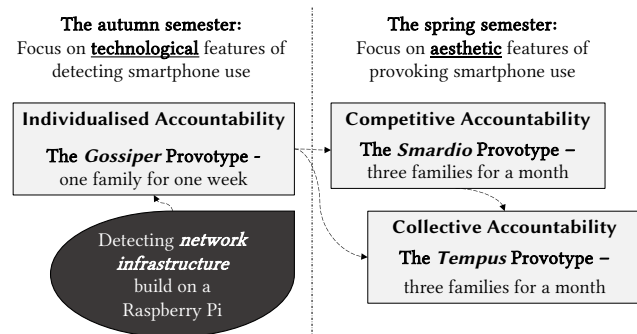 The autumn semester:
Focus on technological features of
detecting smartphone use
Individualised Accountability
The Gossiper Provotype -
one family for one week
Detecting network
infrastructure
build on a
Raspberry Pi
The spring semester:
Focus on aesthetic features of
provoking smartphone use
Competitive Accountability
The Smardio Provotype –
three families for a month
Collective Accountability
The Tempus Provotype –
three families for a month